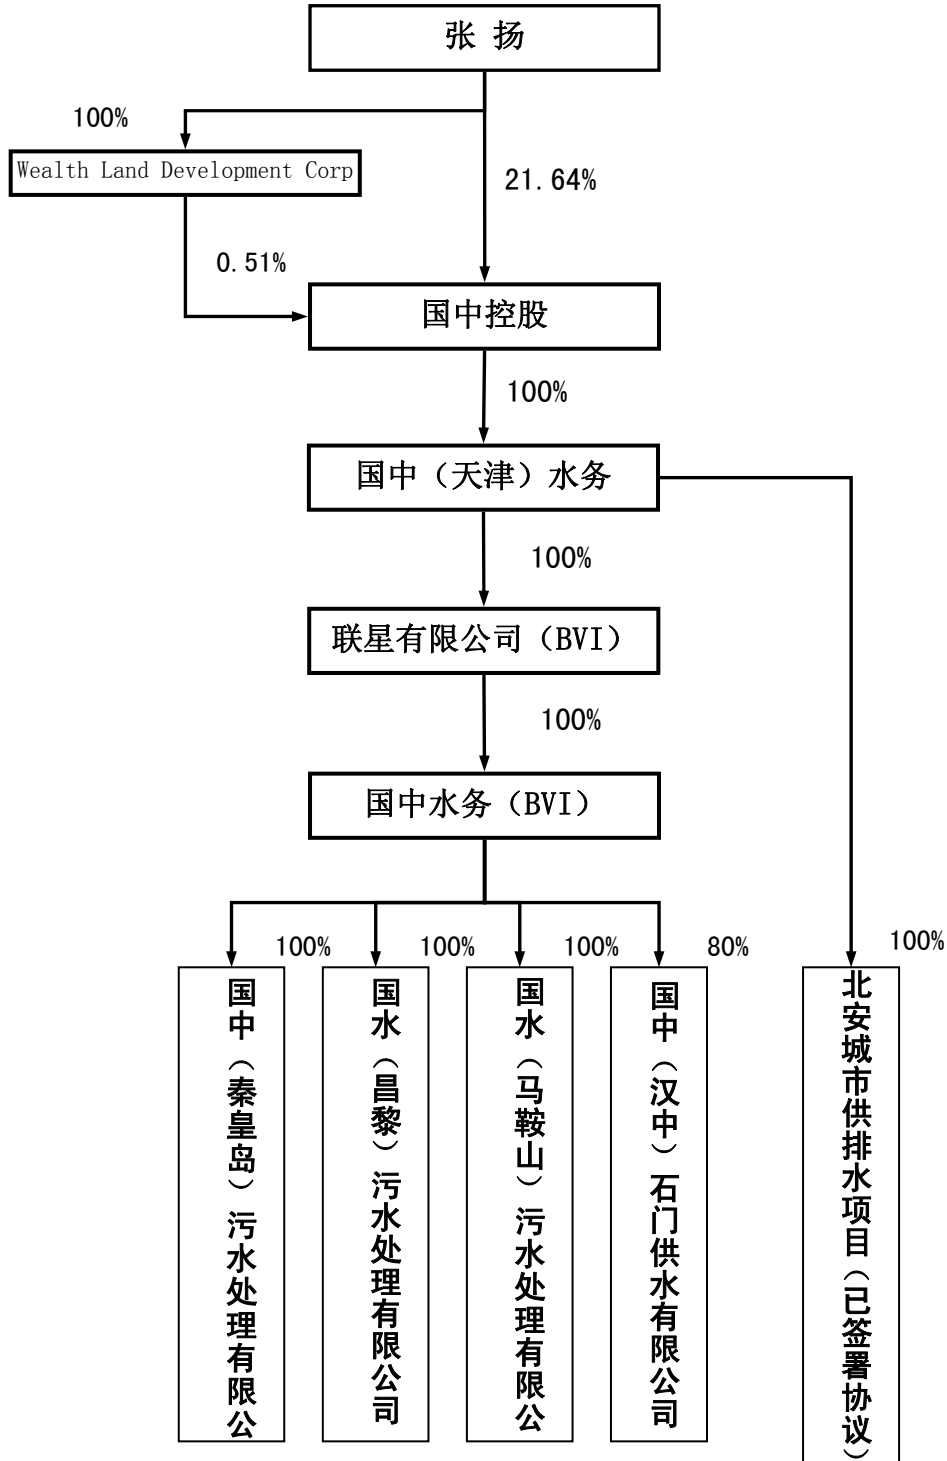 张 扬
100%
Wealth Land Development Corp
21.64%
0.51%
国中控股
100%
国中（天津）水务
100%
联星有限公司（BVI）
100%
国中水务（BVI）
100%
100%
100%
80%
100%
国中（秦皇岛）污水处理有限公
国水（昌黎）污水处理有限公司
国水（马鞍山）污水处理有限公
国中（汉中）石门供水有限公司
北安城市供排水项目（已签署协议）